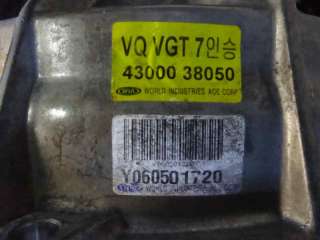 VQ VGT 7인승
43000 38050
WORLD INDUSTRIES ACE CORP
Y060501720